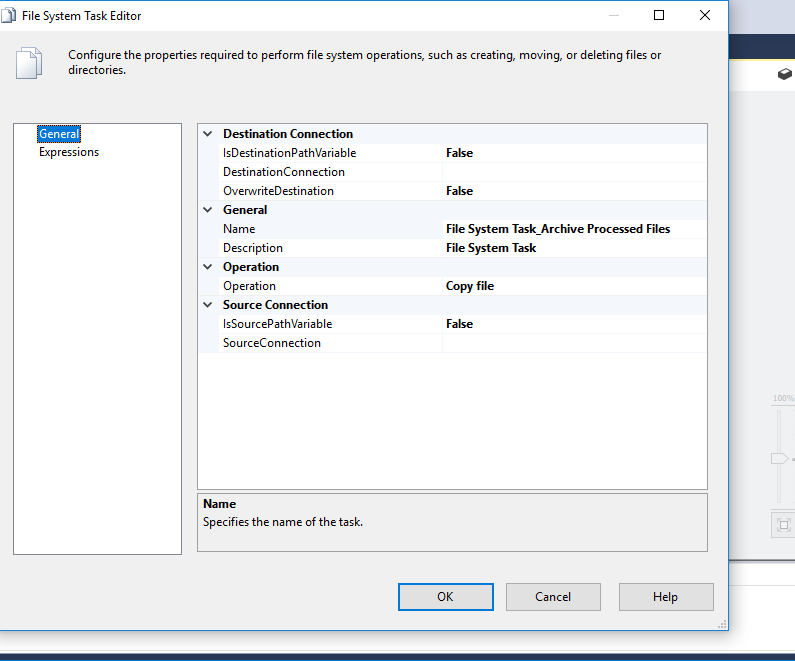 File System Task Editor
Configure the properties required to perform file system operations, such as creating, moving, or deleting files or
directories.
General
Expressions
Destination Connection
IsDestinationPathVariable False
DestinationConnection
OverwriteDestination False
General
Name File System Task_Archive Processed Files
Description File System Task
Operation
Operation Copy file
Source Connection
IsSourcePathVariable False
SourceConnection
Name
Specifies the name of the task.
OK Cancel Help
100%